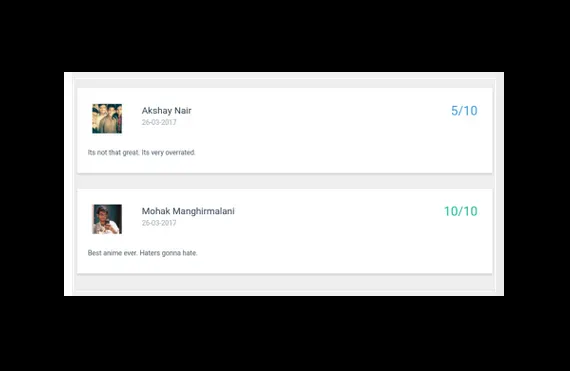 Akshay Nair
5/10
26-03-2017
Its not that great. Its very overrated.
Mohak Manghirmalani
10/10
26-03-2017
Best anime ever. Haters gonna hate.